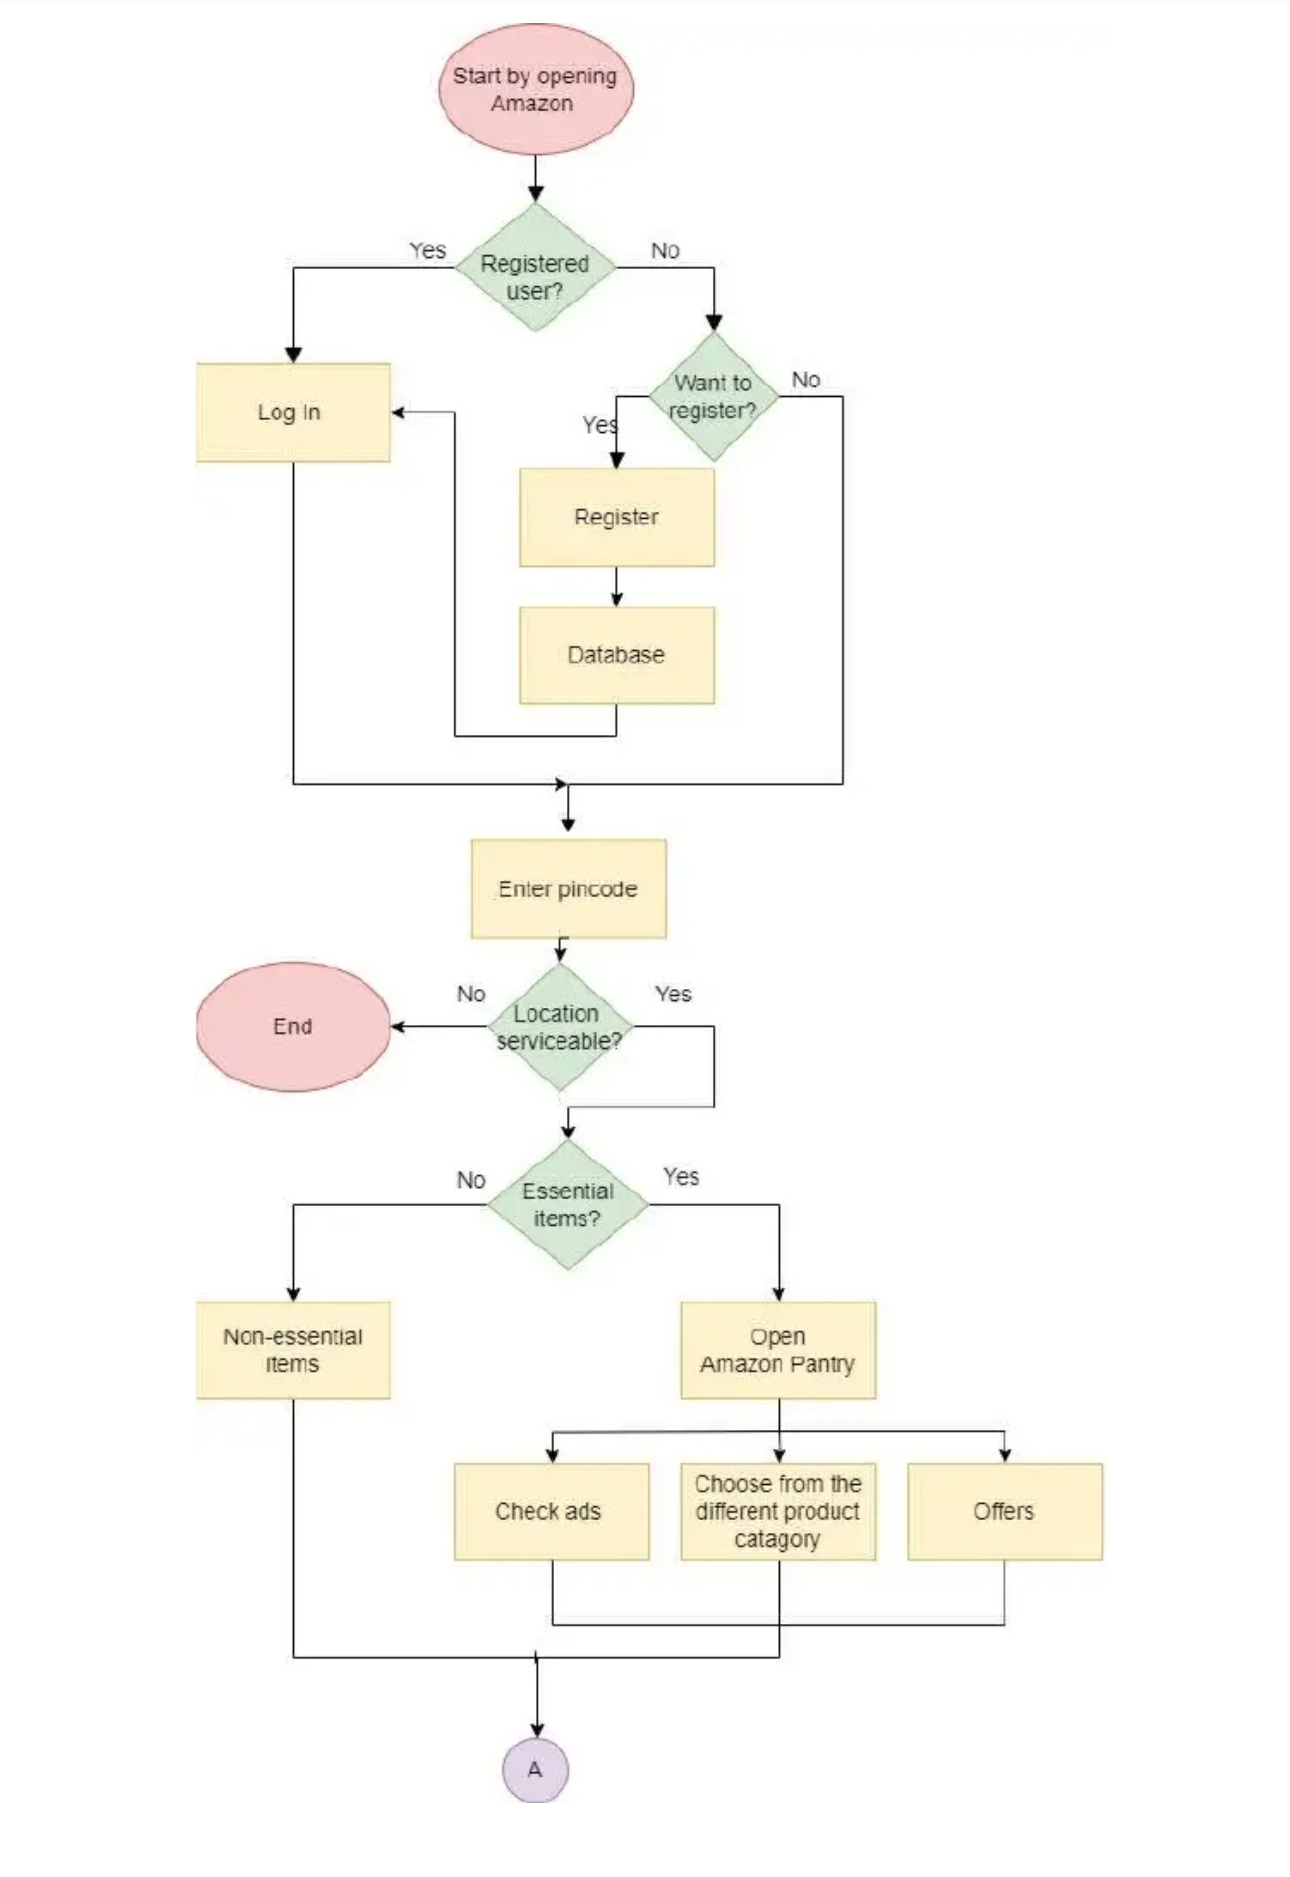 Start by opening
Amazon
Yes
No
Registered
user?
Want to
register?
No
Log In
Yes
Register
Database
Enter pincode
No
Yes
Location
serviceable?
End
No
Yes
Essential
items?
Non-essential
items
Open
Amazon Pantry
Check ads
Choose from the
different product
catagory
Offers
A